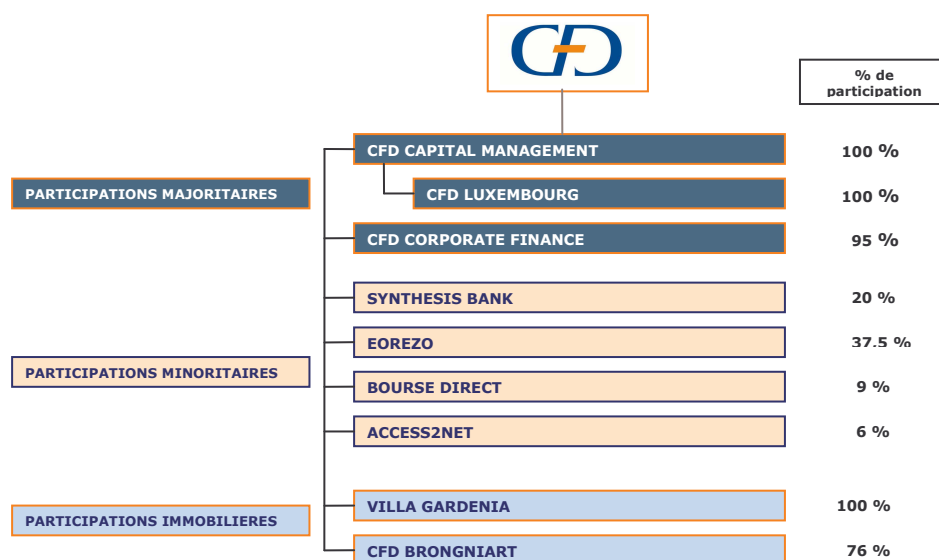 CFD
% de
participation
CFD CAPITAL MANAGEMENT 100 %
PARTICIPATIONS MAJORITAIRES CFD LUXEMBOURG 100 %
CFD CORPORATE FINANCE 95 %
SYNTHESIS BANK 20 %
EOREZO 37.5 %
PARTICIPATIONS MINORITAIRES
BOURSE DIRECT 9 %
ACCESS2NET 6 %
VILLA GARDENIA 100 %
PARTICIPATIONS IMMOBILIERES
CFD BRONGNIART 76 %